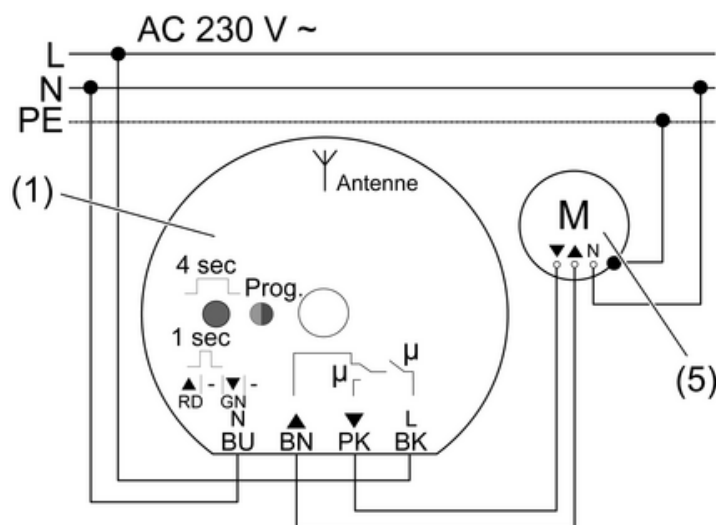 AC 230 V ~
L
N
PE
(1)
Antenne
M
▼ ▲ N
4 sec
Prog.
1 sec
µ
µ
(5)
▲ - ▼ -
RD GN
N ▲ ▼ L
BU BN PK BK